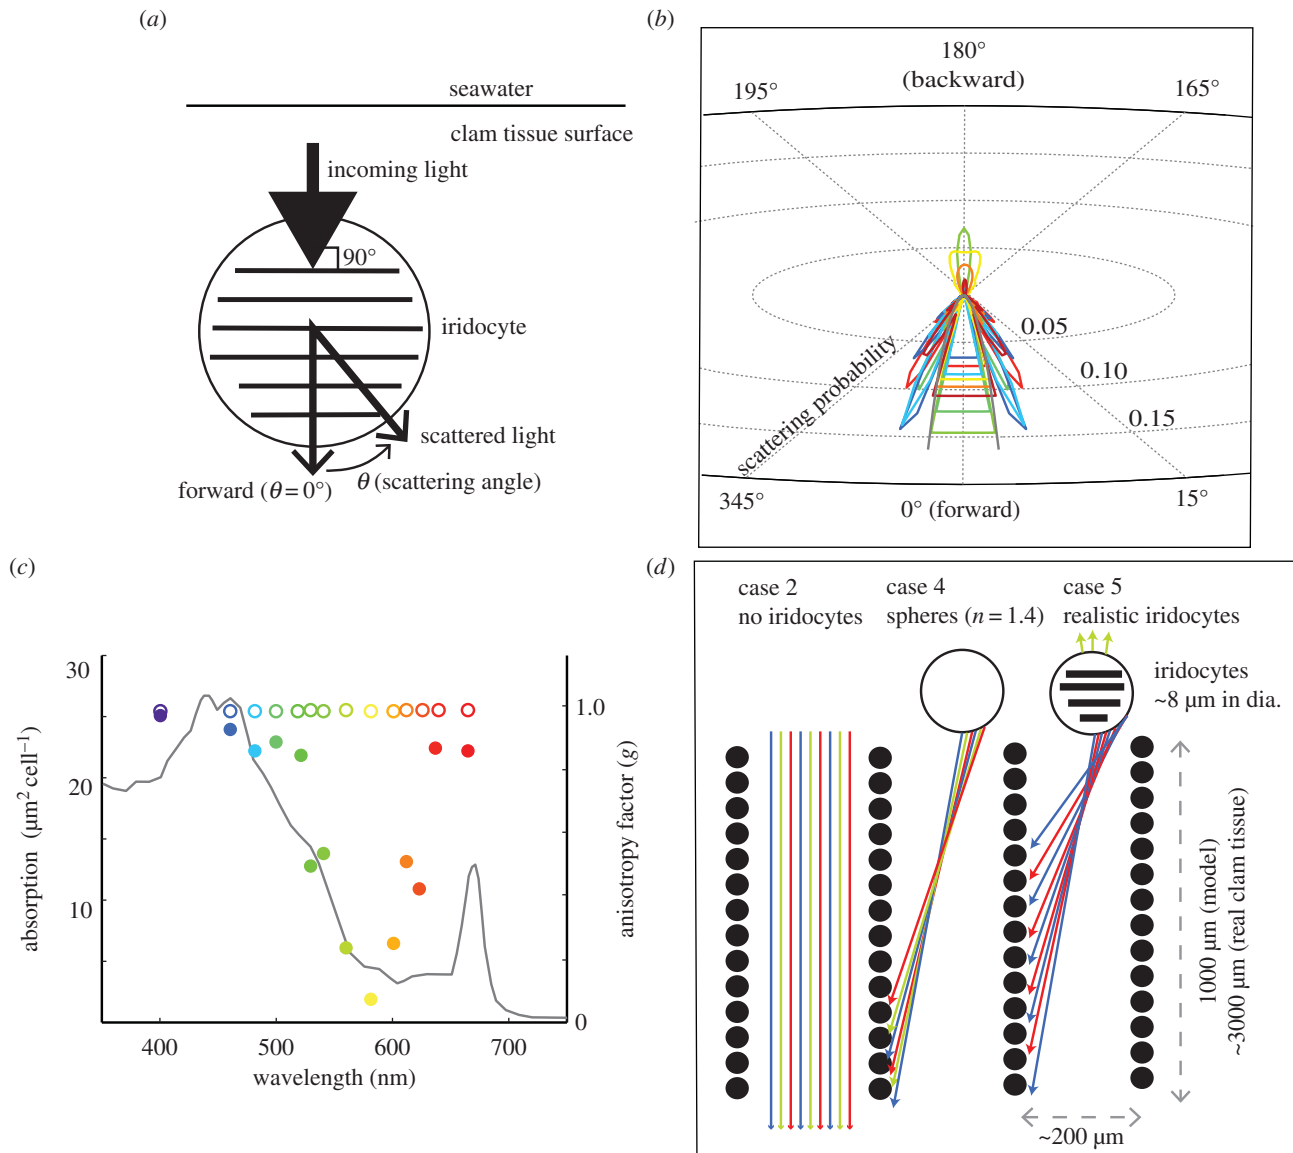 (a)
seawater
clam tissue surface
incoming light
90°
iridocyte
scattered light
θ (scattering angle)
forward (θ = 0°)
(b)
180°
(backward)
195°
165°
0.05
0.10
0.15
scattering probability
345°
0° (forward)
15°
(c)
30
20
10
absorption (µm² cell⁻¹)
1.0
0
anisotropy factor (g)
400
500
600
700
wavelength (nm)
(d)
case 2
no iridocytes
case 4
spheres (n = 1.4)
case 5
realistic iridocytes
iridocytes
~8 µm in dia.
1000 µm (model)
~3000 µm (real clam tissue)
~200 µm